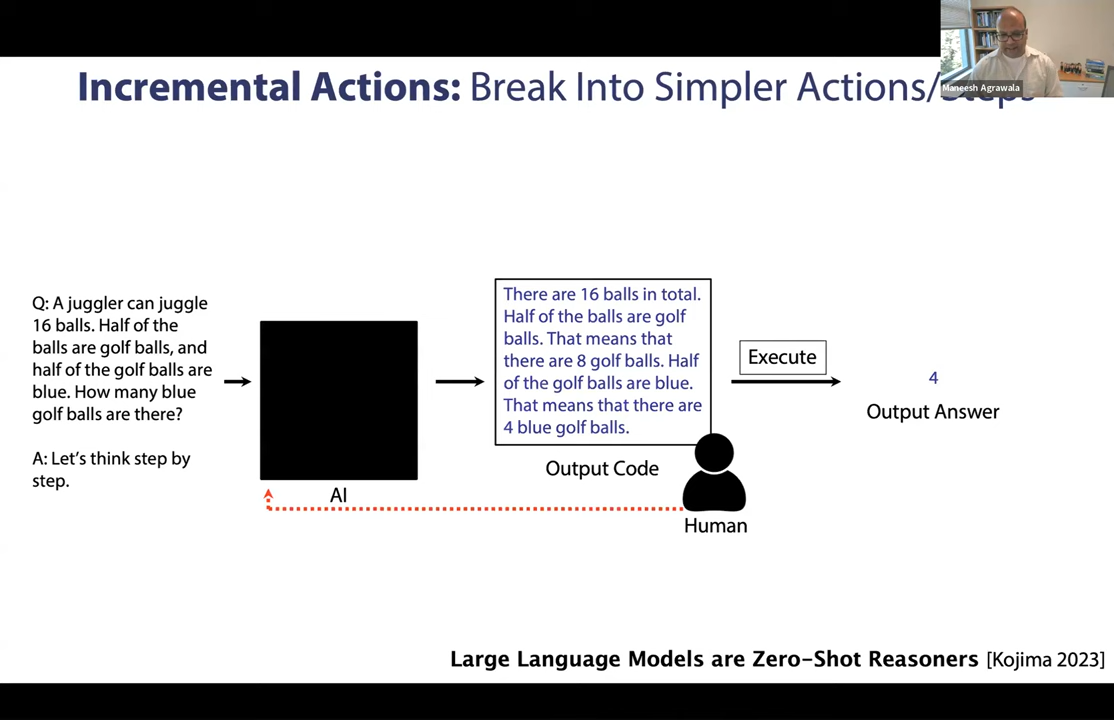 Incremental Actions: Break Into Simpler Actions/Steps
Maneesh Agrawala
Q: A juggler can juggle
16 balls. Half of the
balls are golf balls, and
half of the golf balls are
blue. How many blue
golf balls are there?
A: Let’s think step by
step.
AI
There are 16 balls in total.
Half of the balls are golf
balls. That means that
there are 8 golf balls. Half
of the golf balls are blue.
That means that there are
4 blue golf balls.
Output Code
Human
Execute
4
Output Answer
Large Language Models are Zero-Shot Reasoners [Kojima 2023]